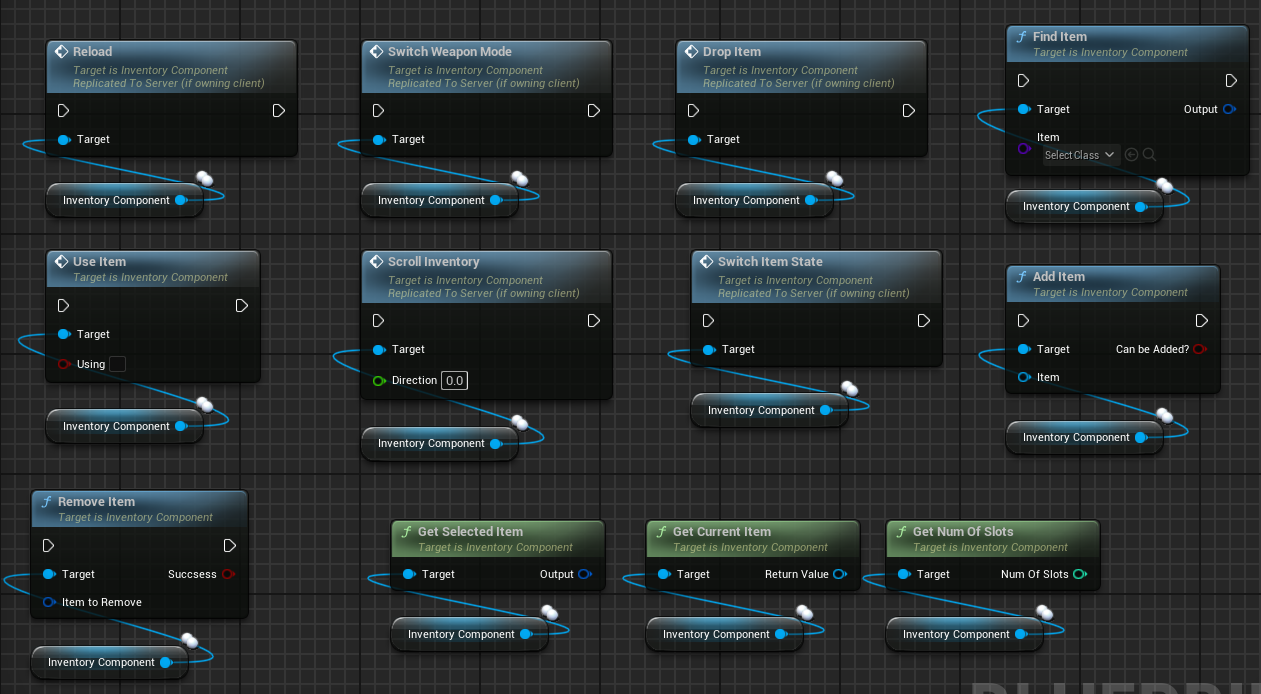 Reload
Target is Inventory Component
Replicated To Server (if owning client)
Target
Inventory Component
Switch Weapon Mode
Target is Inventory Component
Replicated To Server (if owning client)
Target
Inventory Component
Drop Item
Target is Inventory Component
Replicated To Server (if owning client)
Target
Inventory Component
f Find Item
Target is Inventory Component
Target Output
Item
Select Class
Inventory Component
Use Item
Target is Inventory Component
Target
Using
Inventory Component
Scroll Inventory
Target is Inventory Component
Replicated To Server (if owning client)
Target
Direction 0.0
Inventory Component
Switch Item State
Target is Inventory Component
Replicated To Server (if owning client)
Target
Inventory Component
f Add Item
Target is Inventory Component
Target Can be Added?
Item
Inventory Component
f Remove Item
Target is Inventory Component
Target Succsess
Item to Remove
Inventory Component
f Get Selected Item
Target is Inventory Component
Target Output
Inventory Component
f Get Current Item
Target is Inventory Component
Target Return Value
Inventory Component
f Get Num Of Slots
Target is Inventory Component
Target Num Of Slots
Inventory Component